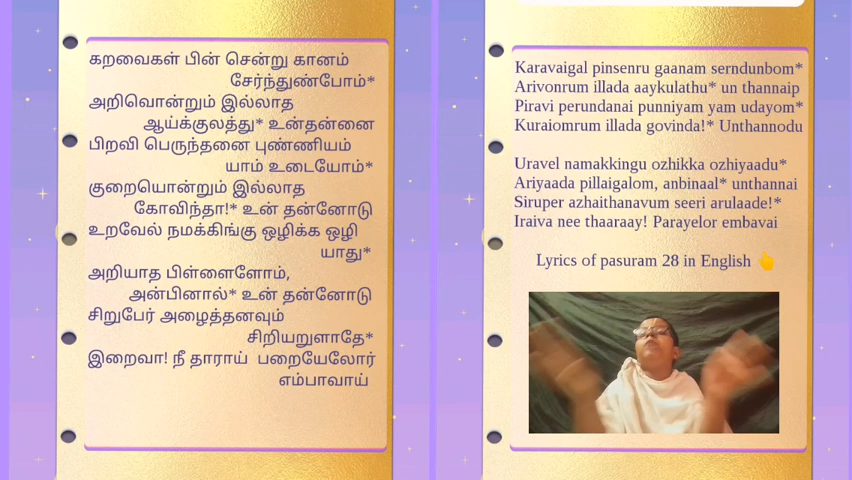 கறவைகள் பின் சென்று கானம்
சேர்ந்துண்போம்*
அறிவொன்றும் இல்லாத
ஆய்க்குலத்து* உன்தன்னை
பிறவி பெருந்தனை புண்ணியம்
யாம் உடையோம்*
குறையொன்றும் இல்லாத
கோவிந்தா!* உன் தன்னோடு
உறவேல் நமக்கிங்கு ஒழிக்க ஒழி
யாது*
அறியாத பிள்ளைளோம்,
அன்பினால்* உன் தன்னோடு
சிறுபேர் அழைத்தனவும்
சிறியறுளாதே*
இறைவா! நீ தாராய் பறையேலோர்
எம்பாவாய்
Karavaigal pinsenru gaanam serndunbom*
Arivonrum illada aaykulathu* un thannaip
Piravi perundanai punniyam yam udayom*
Kuraiomrum illada govinda!* Unthannodu
Uravel namakkingu ozhikka ozhiyaadu*
Ariyaada pillaigalom, anbinaal* unthannai
Siruper azhaithanavum seeri arulaade!*
Iraiva nee thaaraay! Parayelor embavai
Lyrics of pasuram 28 in English 👆